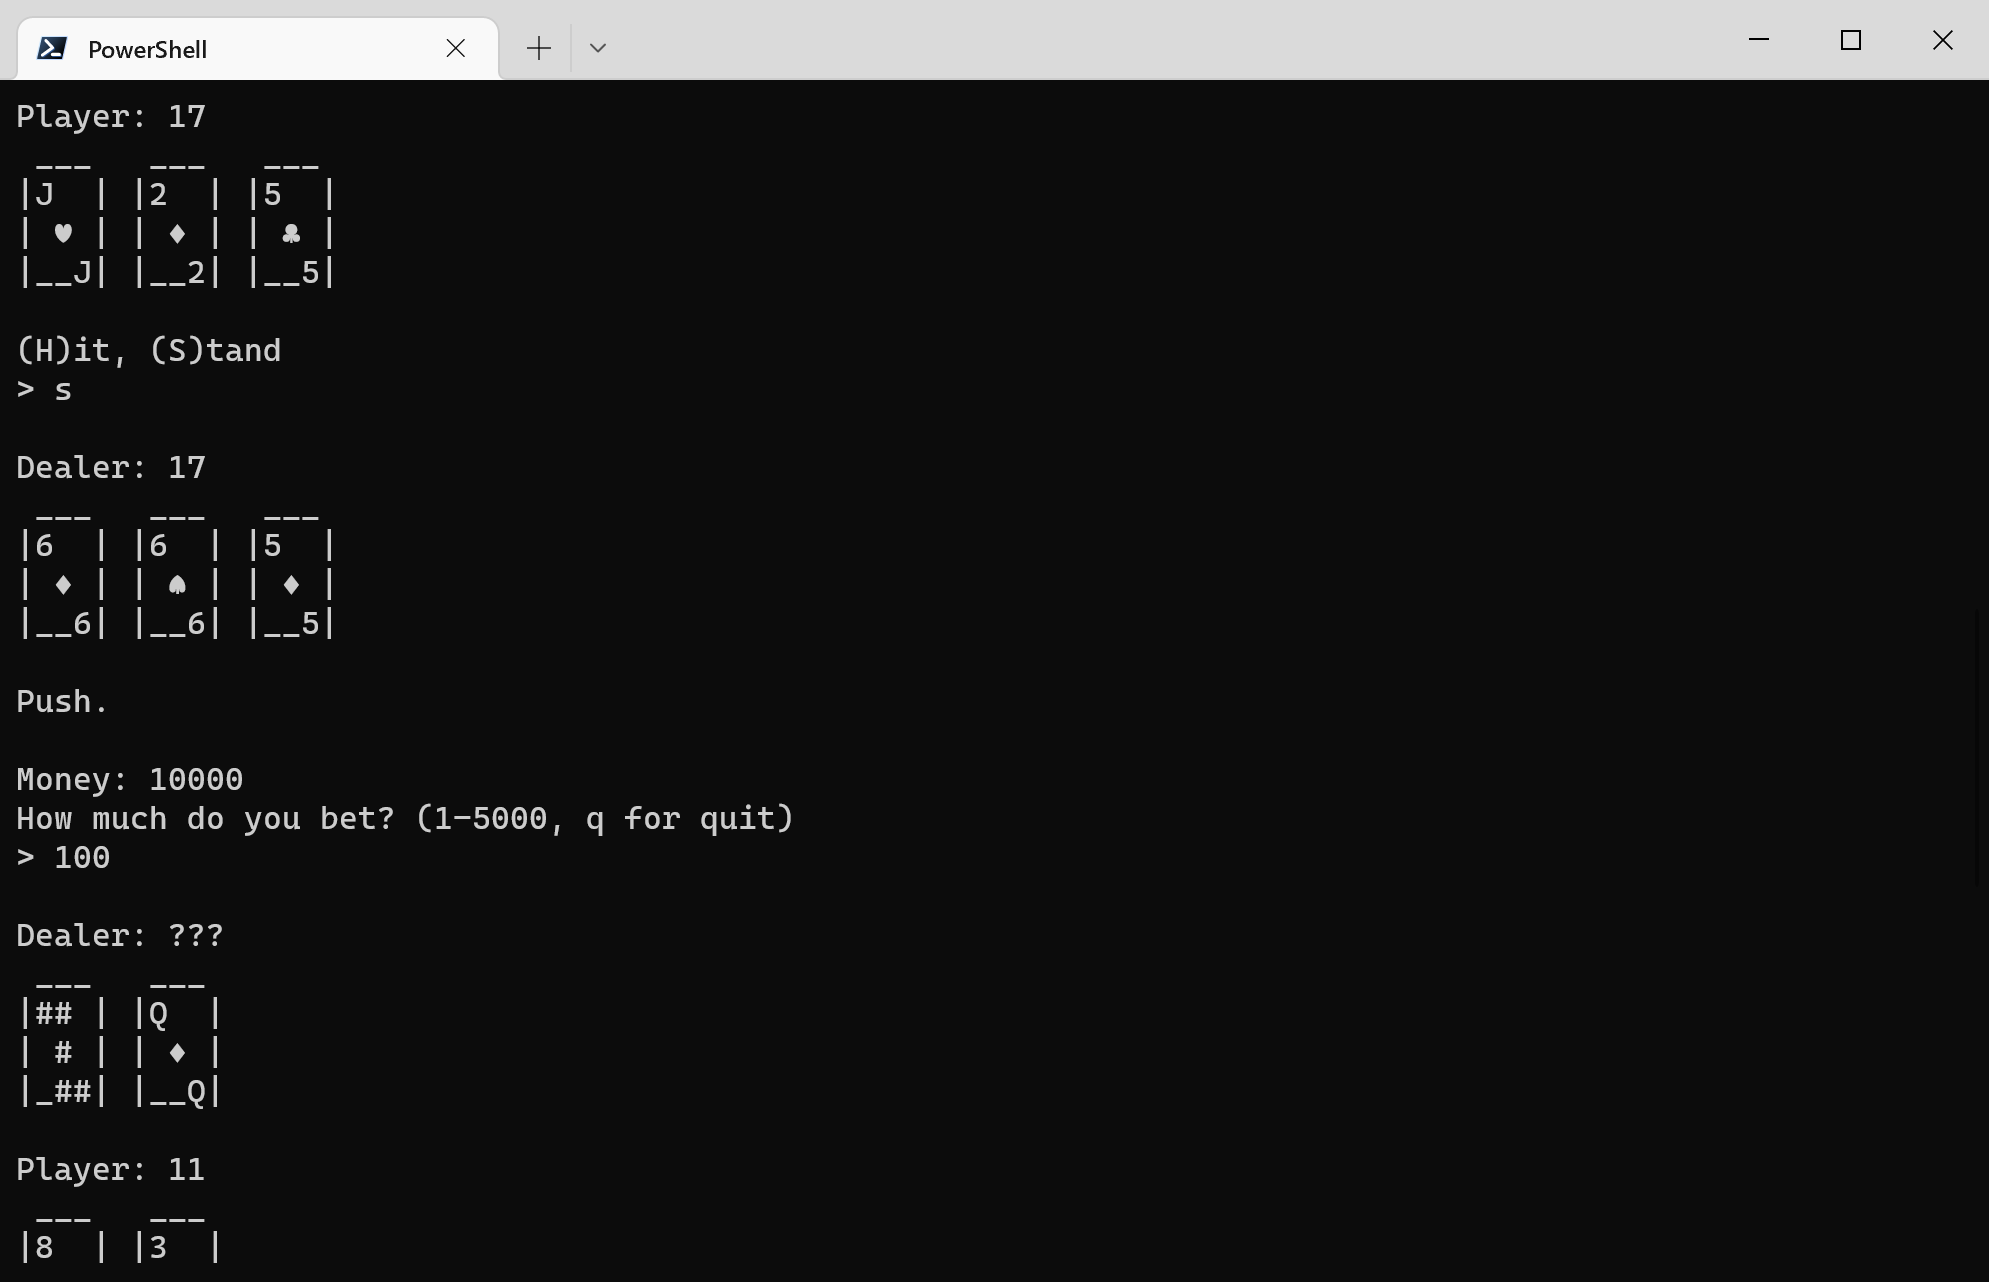 PowerShell
Player: 17
 ___   ___   ___
|J  | |2  | |5  |
| ♥ | | ♦ | | ♣ |
|__J| |__2| |__5|

(H)it, (S)tand
> s

Dealer: 17
 ___   ___   ___
|6  | |6  | |5  |
| ♦ | | ♠ | | ♦ |
|__6| |__6| |__5|

Push.

Money: 10000
How much do you bet? (1-5000, q for quit)
> 100

Dealer: ???
 ___   ___
|## | |Q  |
| # | | ♦ |
|_##| |__Q|

Player: 11
 ___   ___
|8  | |3  |